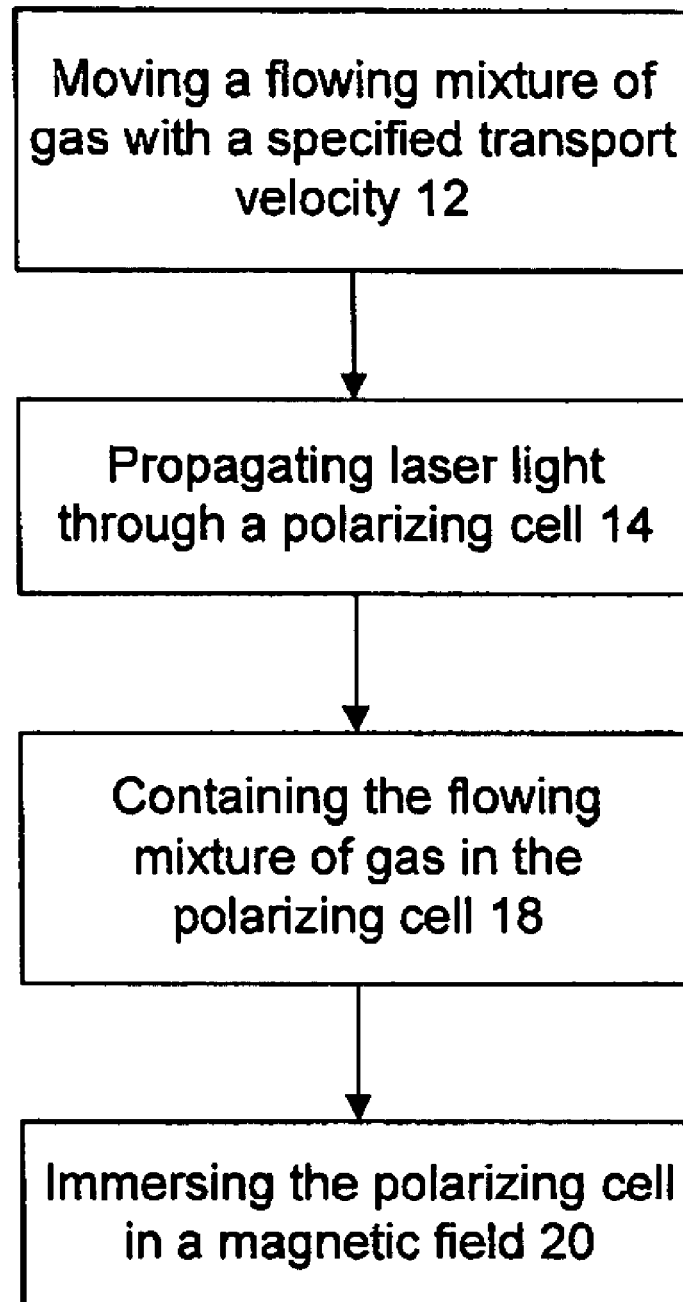 Moving a flowing mixture of
gas with a specified transport
velocity 12
Propagating laser light
through a polarizing cell 14
Containing the flowing
mixture of gas in the
polarizing cell 18
Immersing the polarizing cell
in a magnetic field 20